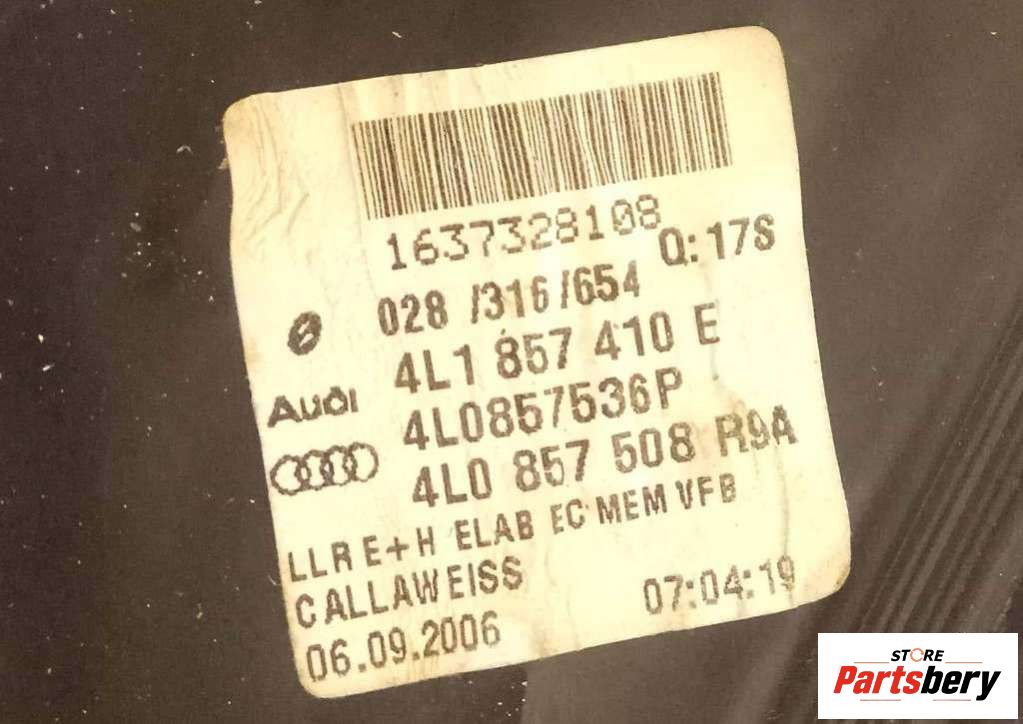 1637328108
Q: 17S
028 /316/654
4L1 857 410 E
Audi
4L0857536P
4L0 857 508 R9A
LLR E+H ELAB EC MEM VFB
CALLAWEISS
06.09.2006
07:04:19
STORE
Partsbery